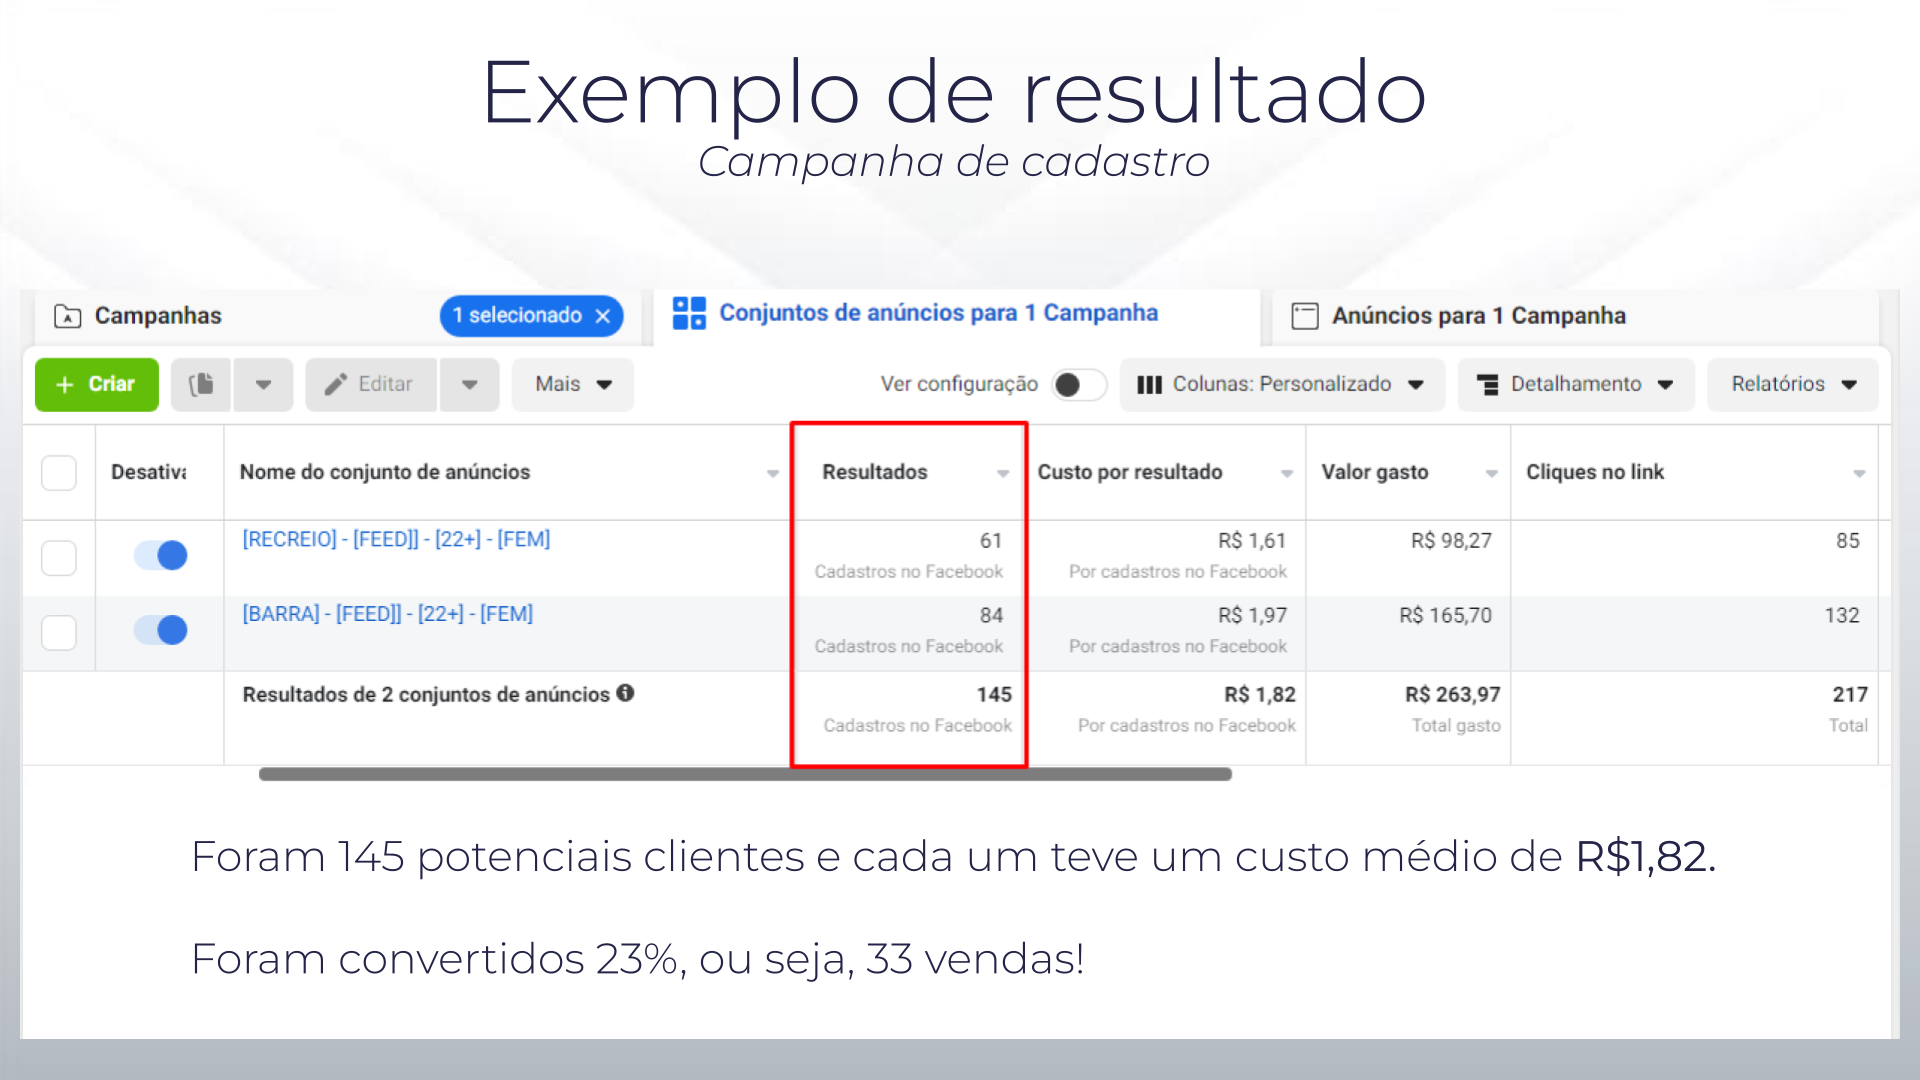 Exemplo de resultado
Campanha de cadastro
Campanhas 1 selecionado × Conjuntos de anúncios para 1 Campanha Anúncios para 1 Campanha
+ Criar Editar Mais Ver configuração Colunas: Personalizado Detalhamento Relatórios
Desativa Nome do conjunto de anúncios Resultados Custo por resultado Valor gasto Cliques no link
[RECREIO] - [FEED]] - [22+] - [FEM] 61 R$ 1,61 R$ 98,27 85
Cadastros no Facebook Por cadastros no Facebook
[BARRA] - [FEED]] - [22+] - [FEM] 84 R$ 1,97 R$ 165,70 132
Cadastros no Facebook Por cadastros no Facebook
Resultados de 2 conjuntos de anúncios 145 R$ 1,82 R$ 263,97 217
Cadastros no Facebook Por cadastros no Facebook Total gasto Total
Foram 145 potenciais clientes e cada um teve um custo médio de R$1,82.
Foram convertidos 23%, ou seja, 33 vendas!